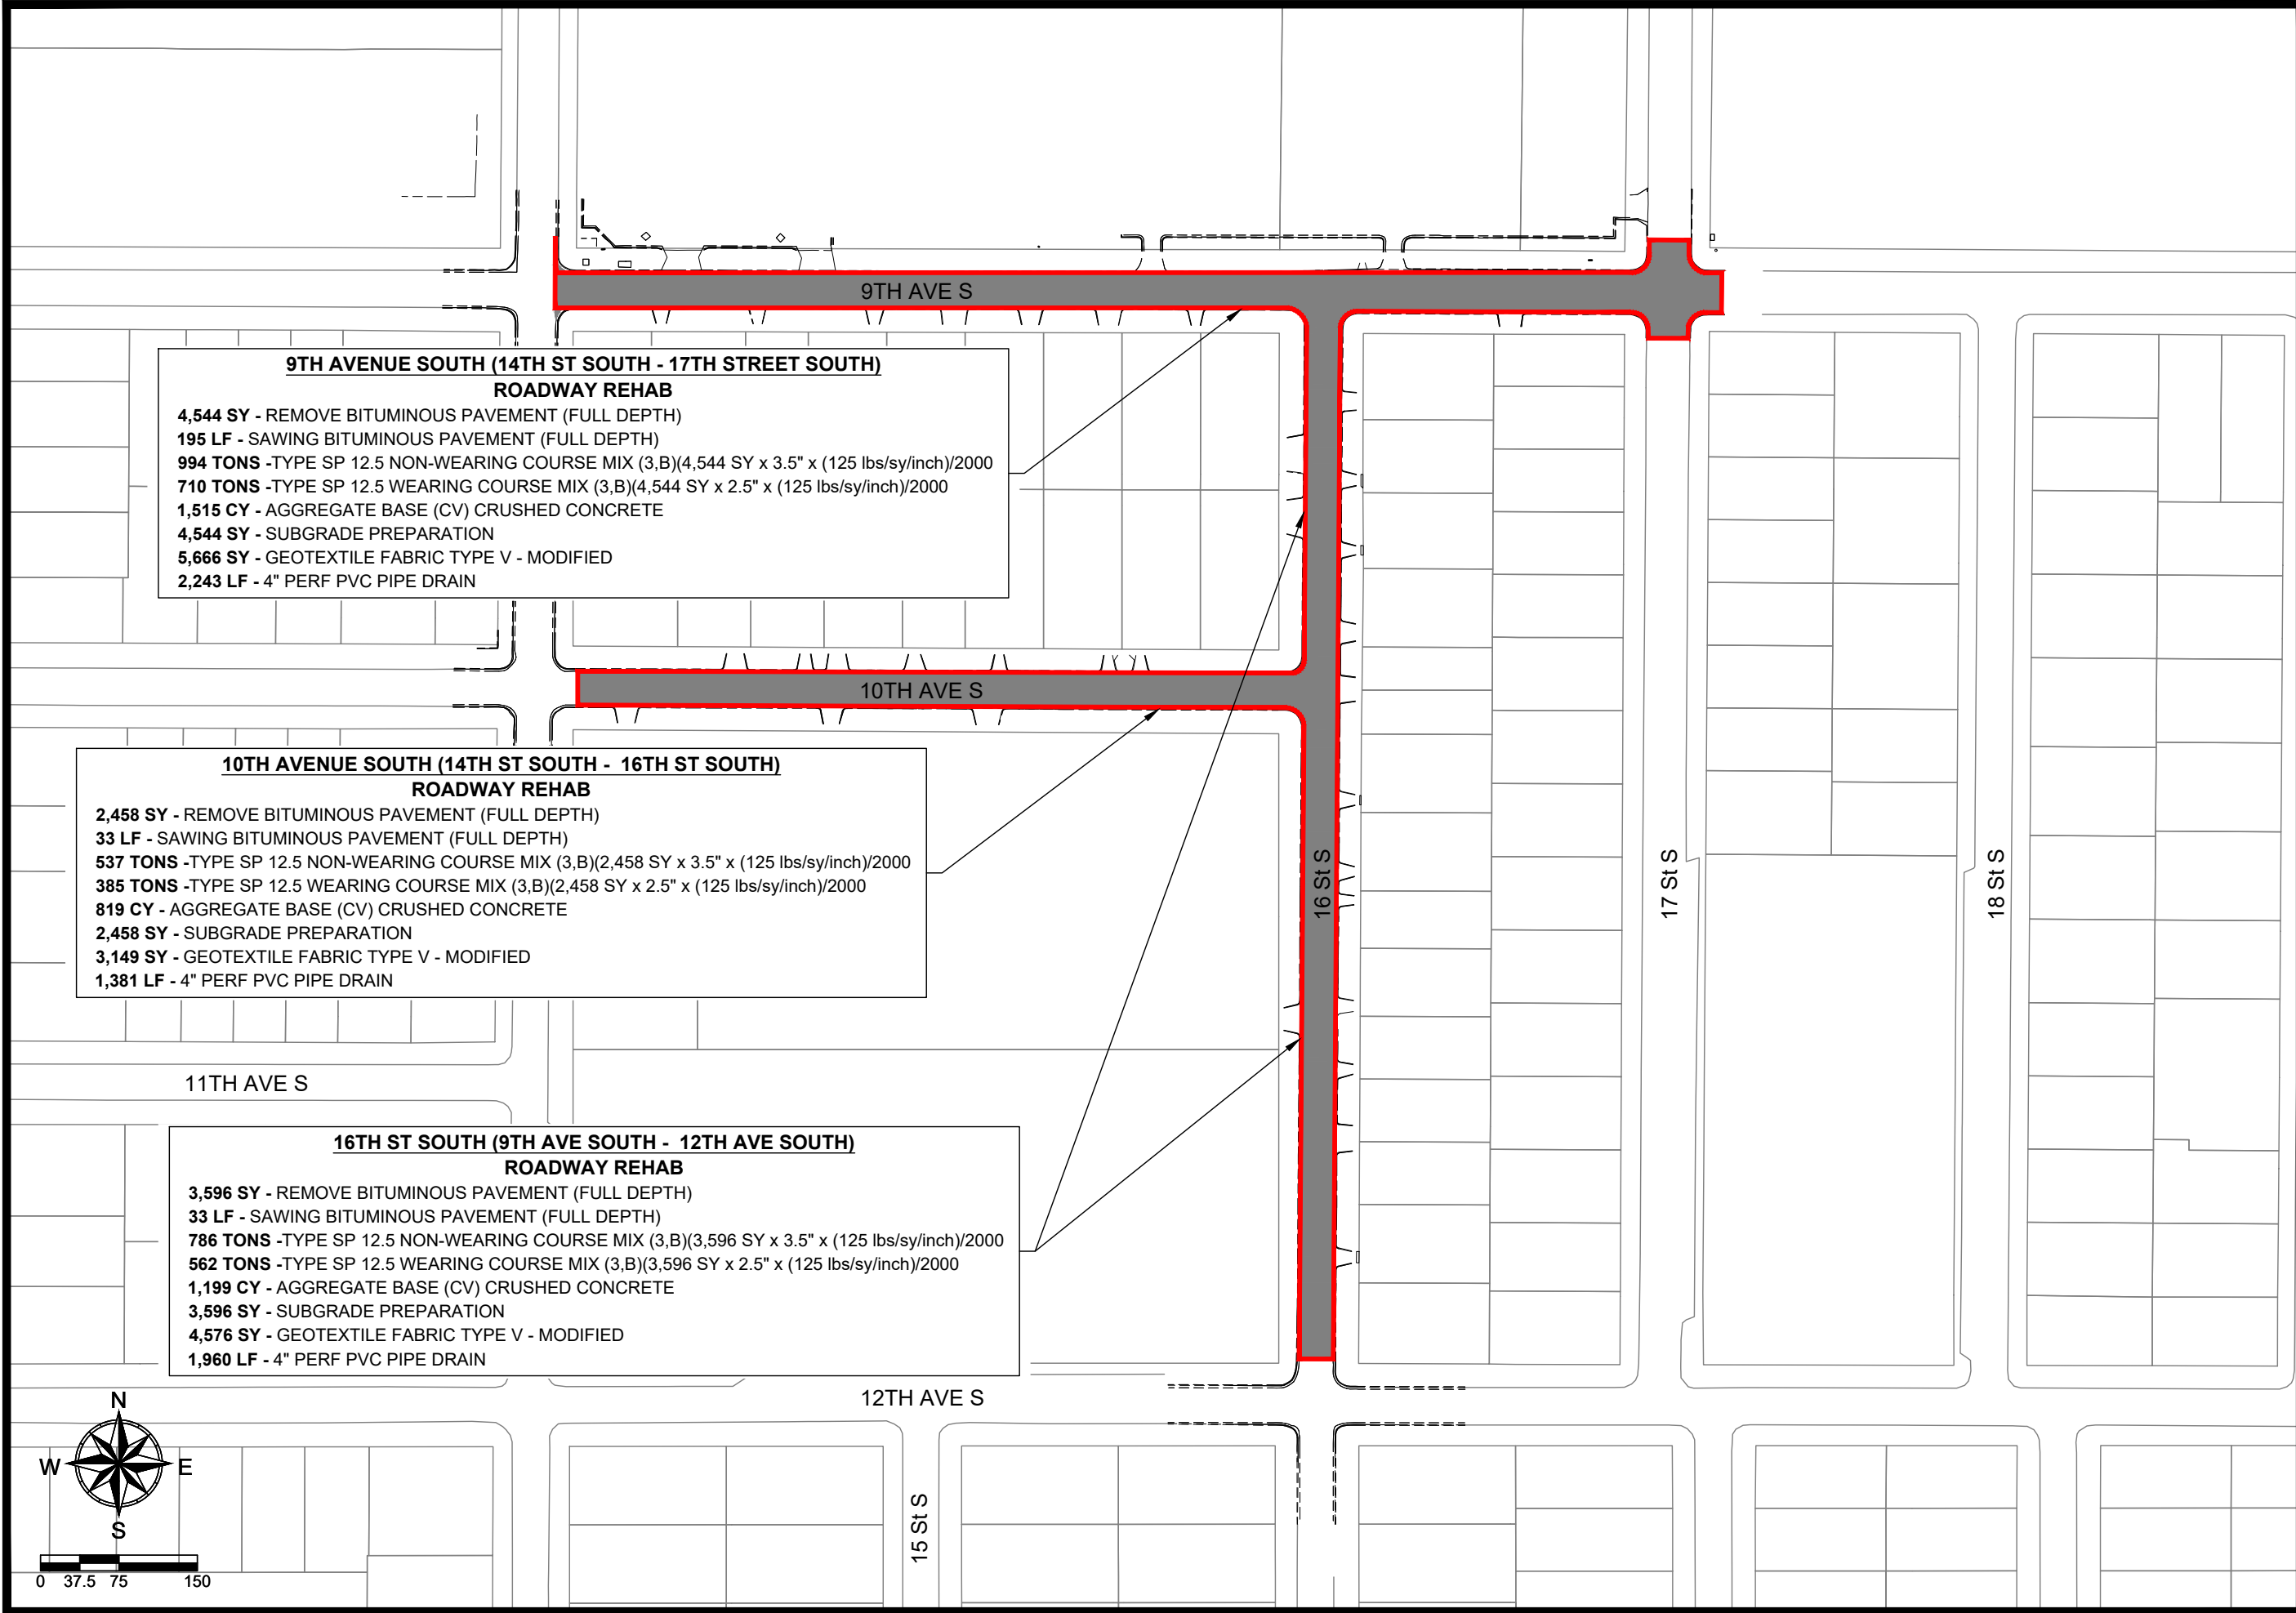 9TH AVE S
9TH AVENUE SOUTH (14TH ST SOUTH - 17TH STREET SOUTH)
ROADWAY REHAB
4,544 SY - REMOVE BITUMINOUS PAVEMENT (FULL DEPTH)
195 LF - SAWING BITUMINOUS PAVEMENT (FULL DEPTH)
994 TONS -TYPE SP 12.5 NON-WEARING COURSE MIX (3,B)(4,544 SY x 3.5" x (125 lbs/sy/inch)/2000
710 TONS -TYPE SP 12.5 WEARING COURSE MIX (3,B)(4,544 SY x 2.5" x (125 lbs/sy/inch)/2000
1,515 CY - AGGREGATE BASE (CV) CRUSHED CONCRETE
4,544 SY - SUBGRADE PREPARATION
5,666 SY - GEOTEXTILE FABRIC TYPE V - MODIFIED
2,243 LF - 4" PERF PVC PIPE DRAIN
10TH AVE S
10TH AVENUE SOUTH (14TH ST SOUTH - 16TH ST SOUTH)
ROADWAY REHAB
2,458 SY - REMOVE BITUMINOUS PAVEMENT (FULL DEPTH)
33 LF - SAWING BITUMINOUS PAVEMENT (FULL DEPTH)
537 TONS -TYPE SP 12.5 NON-WEARING COURSE MIX (3,B)(2,458 SY x 3.5" x (125 lbs/sy/inch)/2000
385 TONS -TYPE SP 12.5 WEARING COURSE MIX (3,B)(2,458 SY x 2.5" x (125 lbs/sy/inch)/2000
819 CY - AGGREGATE BASE (CV) CRUSHED CONCRETE
2,458 SY - SUBGRADE PREPARATION
3,149 SY - GEOTEXTILE FABRIC TYPE V - MODIFIED
1,381 LF - 4" PERF PVC PIPE DRAIN
16 St S
17 St S
18 St S
11TH AVE S
16TH ST SOUTH (9TH AVE SOUTH - 12TH AVE SOUTH)
ROADWAY REHAB
3,596 SY - REMOVE BITUMINOUS PAVEMENT (FULL DEPTH)
33 LF - SAWING BITUMINOUS PAVEMENT (FULL DEPTH)
786 TONS -TYPE SP 12.5 NON-WEARING COURSE MIX (3,B)(3,596 SY x 3.5" x (125 lbs/sy/inch)/2000
562 TONS -TYPE SP 12.5 WEARING COURSE MIX (3,B)(3,596 SY x 2.5" x (125 lbs/sy/inch)/2000
1,199 CY - AGGREGATE BASE (CV) CRUSHED CONCRETE
3,596 SY - SUBGRADE PREPARATION
4,576 SY - GEOTEXTILE FABRIC TYPE V - MODIFIED
1,960 LF - 4" PERF PVC PIPE DRAIN
12TH AVE S
N
W E
S
15 St S
0 37.5 75 150